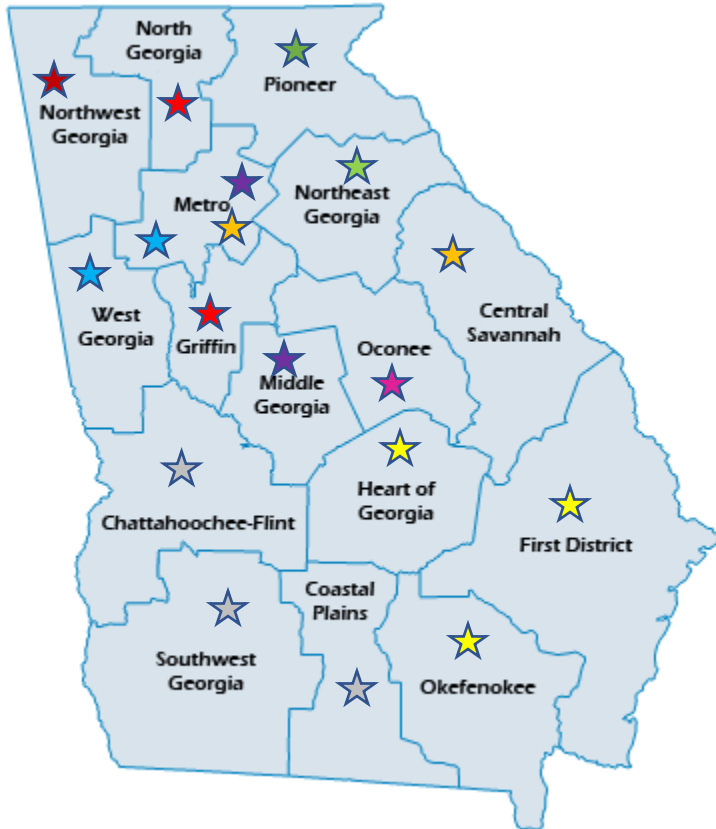 North
Georgia
Pioneer
Northwest
Georgia
Metro
Northeast
Georgia
West
Georgia
Griffin
Central
Savannah
Oconee
Middle
Georgia
Heart of
Georgia
Chattahoochee-Flint
First District
Coastal
Plains
Southwest
Georgia
Okefenokee